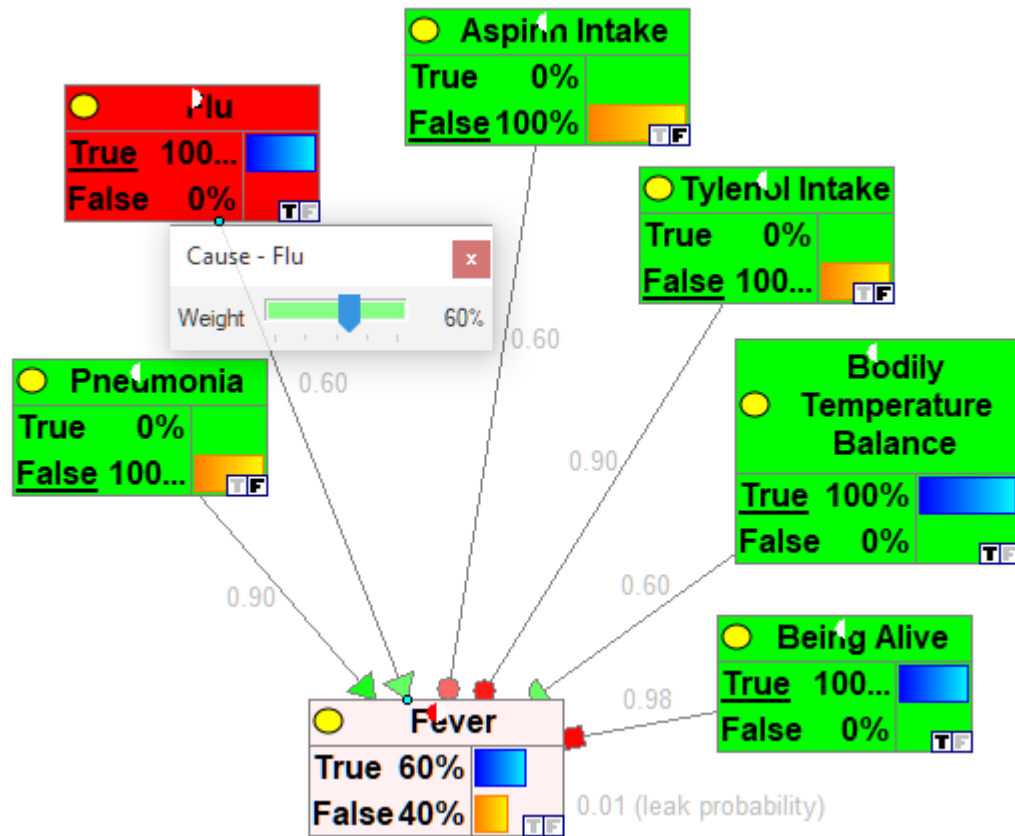 Aspirin Intake
True 0%
False 100%
T F
Flu
True 100...
False 0%
T F
Tylenol Intake
True 0%
False 100...
T F
Cause - Flu
x
Weight 60%
0.60
0.60
Pneumonia
True 0%
False 100...
T F
Bodily
Temperature
Balance
True 100%
False 0%
T F
0.90
0.90
0.60
Being Alive
True 100...
False 0%
T F
0.98
Fever
True 60%
False 40%
T F
0.01 (leak probability)